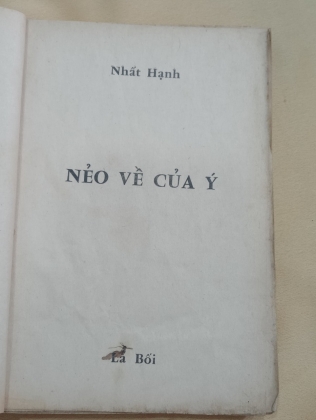 Nhất Hạnh
NẺO VỀ CỦA Ý
Lá Bối